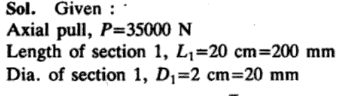 Sol. Given :
Axial pull, P=35000 N
Length of section 1, L₁=20 cm=200 mm
Dia. of section 1, D₁=2 cm=20 mm